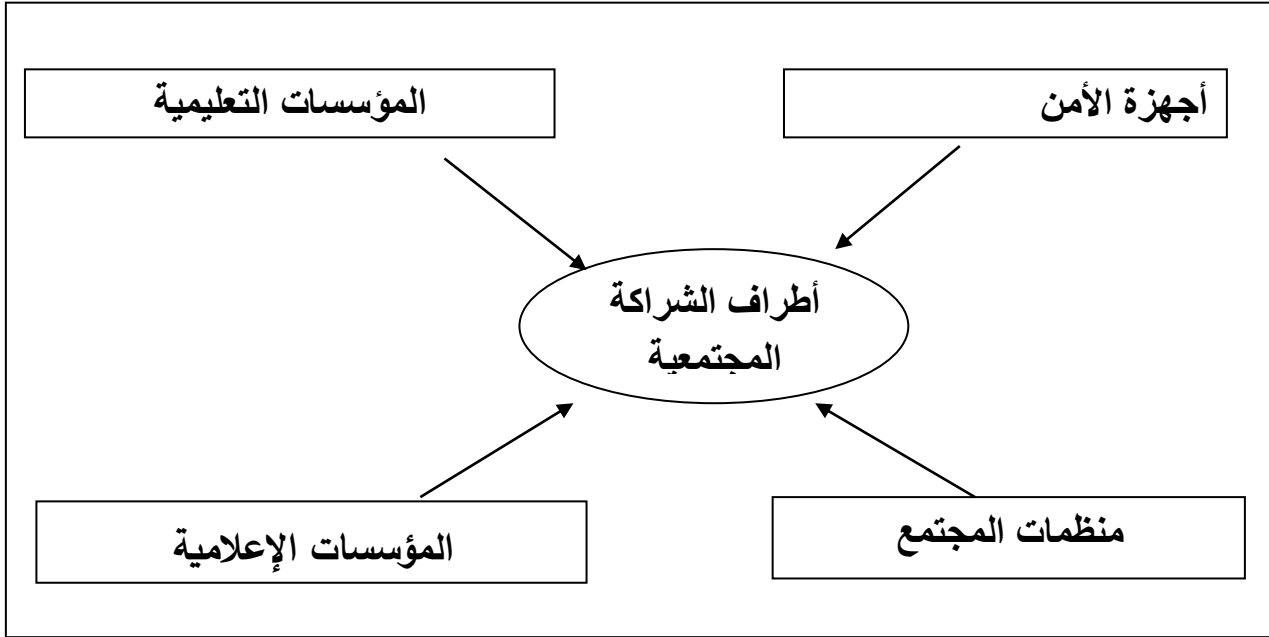 أجهزة الأمن
المؤسسات التعليمية
أطراف الشراكة
المجتمعية
منظمات المجتمع
المؤسسات الإعلامية